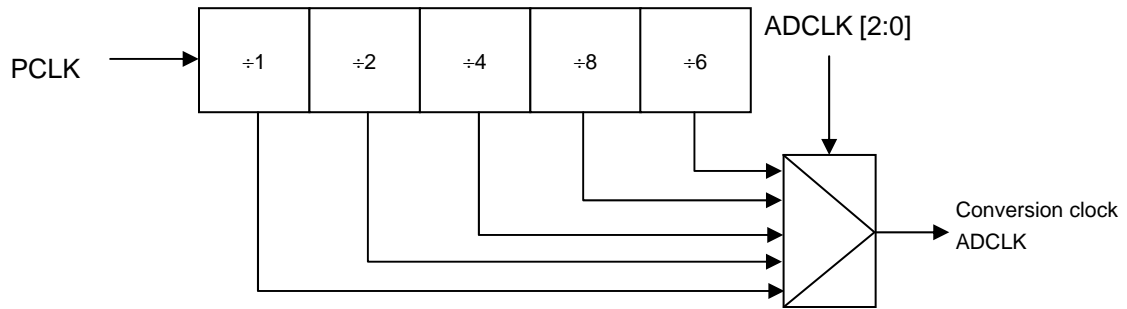 PCLK
÷1 ÷2 ÷4 ÷8 ÷6
ADCLK [2:0]
Conversion clock
ADCLK